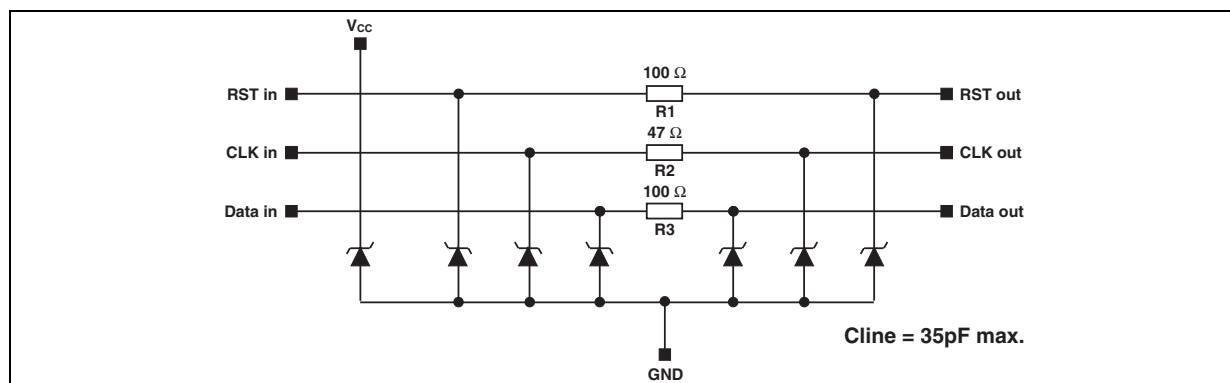 VCC
100 Ω
RST in
RST out
R1
47 Ω
CLK in
CLK out
R2
100 Ω
Data in
Data out
R3
Cline = 35pF max.
GND